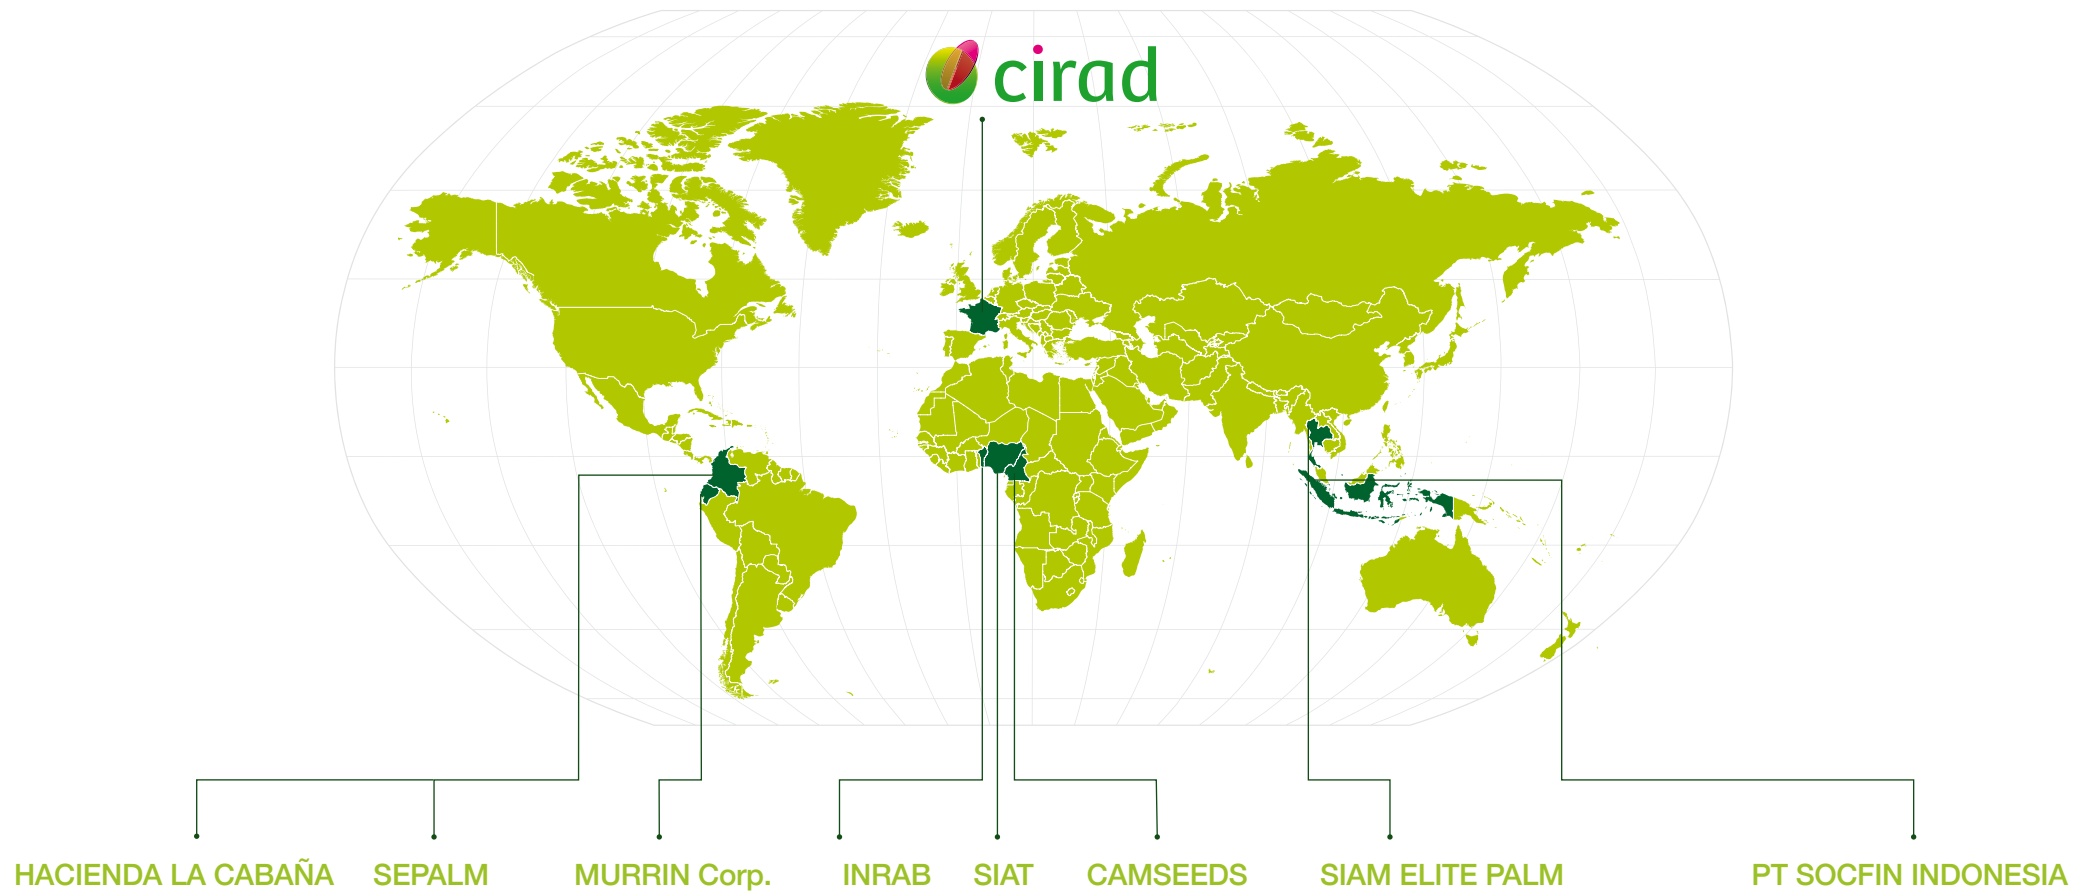 cirad
HACIENDA LA CABAÑA
SEPALM
MURRIN Corp.
INRAB
SIAT
CAMSEEDS
SIAM ELITE PALM
PT SOCFIN INDONESIA